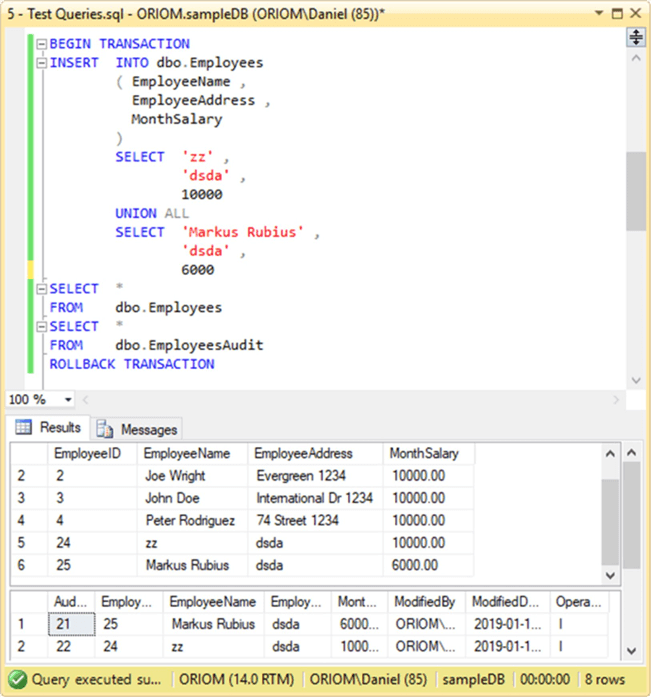 5 - Test Queries.sql - ORIOM.sampleDB (ORIOM\Daniel (85))*
BEGIN TRANSACTION
INSERT INTO dbo.Employees
( EmployeeName ,
EmployeeAddress ,
MonthSalary
)
SELECT 'zz' ,
'dsda' ,
10000
UNION ALL
SELECT 'Markus Rubius' ,
'dsda' ,
6000
SELECT *
FROM dbo.Employees
SELECT *
FROM dbo.EmployeesAudit
ROLLBACK TRANSACTION
100 %
Results Messages
EmployeeID EmployeeName EmployeeAddress MonthSalary
2 2 Joe Wright Evergreen 1234 10000.00
3 3 John Doe International Dr 1234 10000.00
4 4 Peter Rodriguez 74 Street 1234 10000.00
5 24 zz dsda 10000.00
6 25 Markus Rubius dsda 6000.00
Aud... Employ... EmployeeName Employ... Mont... ModifiedBy ModifiedD... Opera...
1 21 25 Markus Rubius dsda 6000... ORIOM\... 2019-01-1... I
2 22 24 zz dsda 1000... ORIOM\... 2019-01-1... I
Query executed su... ORIOM (14.0 RTM) ORIOM\Daniel (85) sampleDB 00:00:00 8 rows